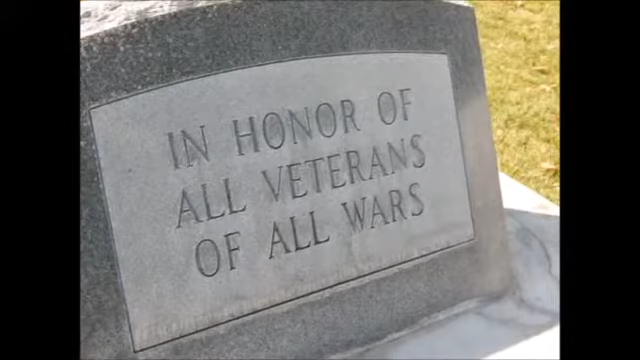 IN HONOR OF
ALL VETERANS
OF ALL WARS